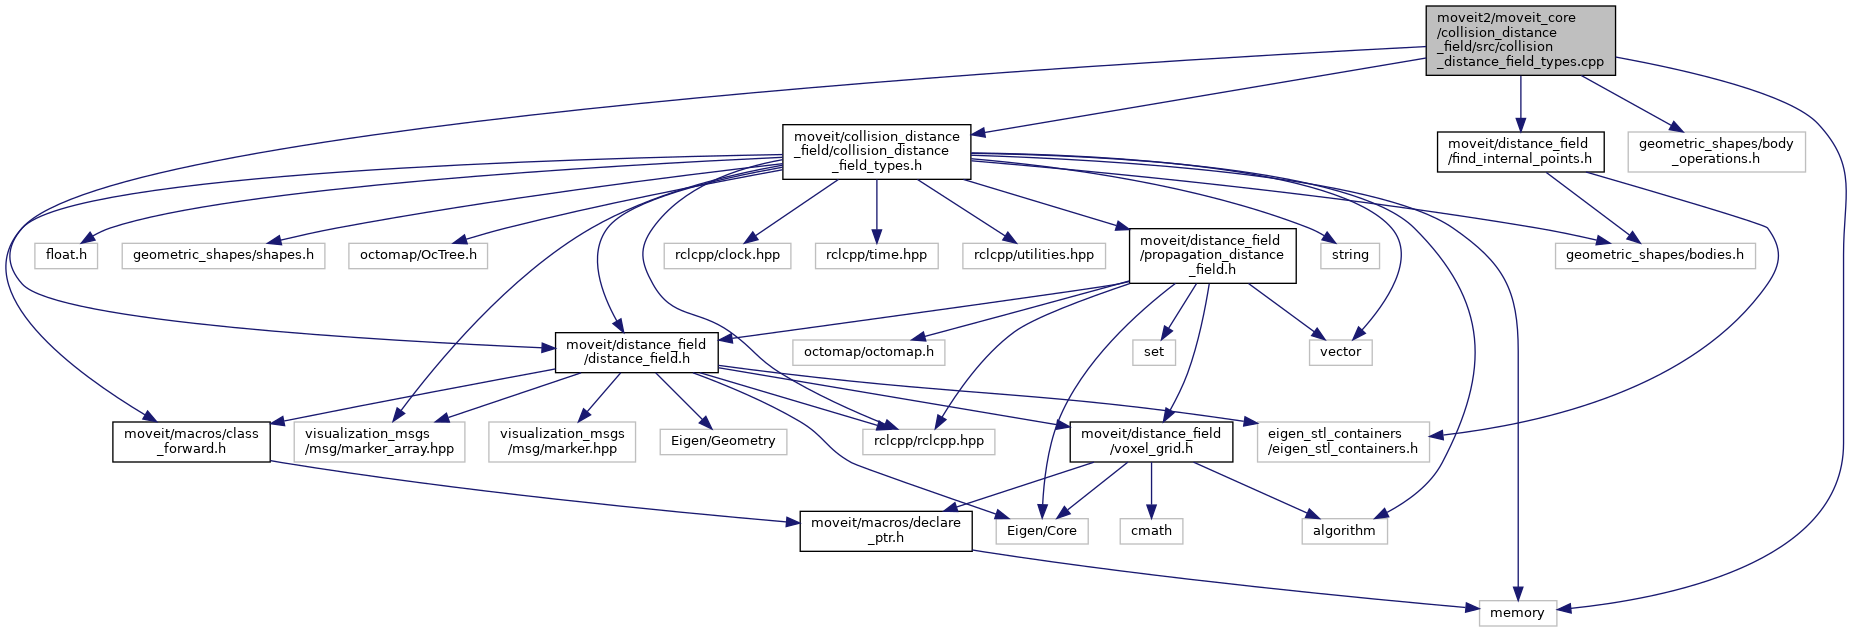 moveit2/moveit_core
/collision_distance
_field/src/collision
_distance_field_types.cpp
moveit/collision_distance
_field/collision_distance
_field_types.h
moveit/distance_field
/find_internal_points.h
geometric_shapes/body
_operations.h
float.h
geometric_shapes/shapes.h
octomap/OcTree.h
rclcpp/clock.hpp
rclcpp/time.hpp
rclcpp/utilities.hpp
moveit/distance_field
/propagation_distance
_field.h
string
geometric_shapes/bodies.h
moveit/distance_field
/distance_field.h
octomap/octomap.h
set
vector
moveit/macros/class
_forward.h
visualization_msgs
/msg/marker_array.hpp
visualization_msgs
/msg/marker.hpp
Eigen/Geometry
rclcpp/rclcpp.hpp
moveit/distance_field
/voxel_grid.h
eigen_stl_containers
/eigen_stl_containers.h
moveit/macros/declare
_ptr.h
Eigen/Core
cmath
algorithm
memory